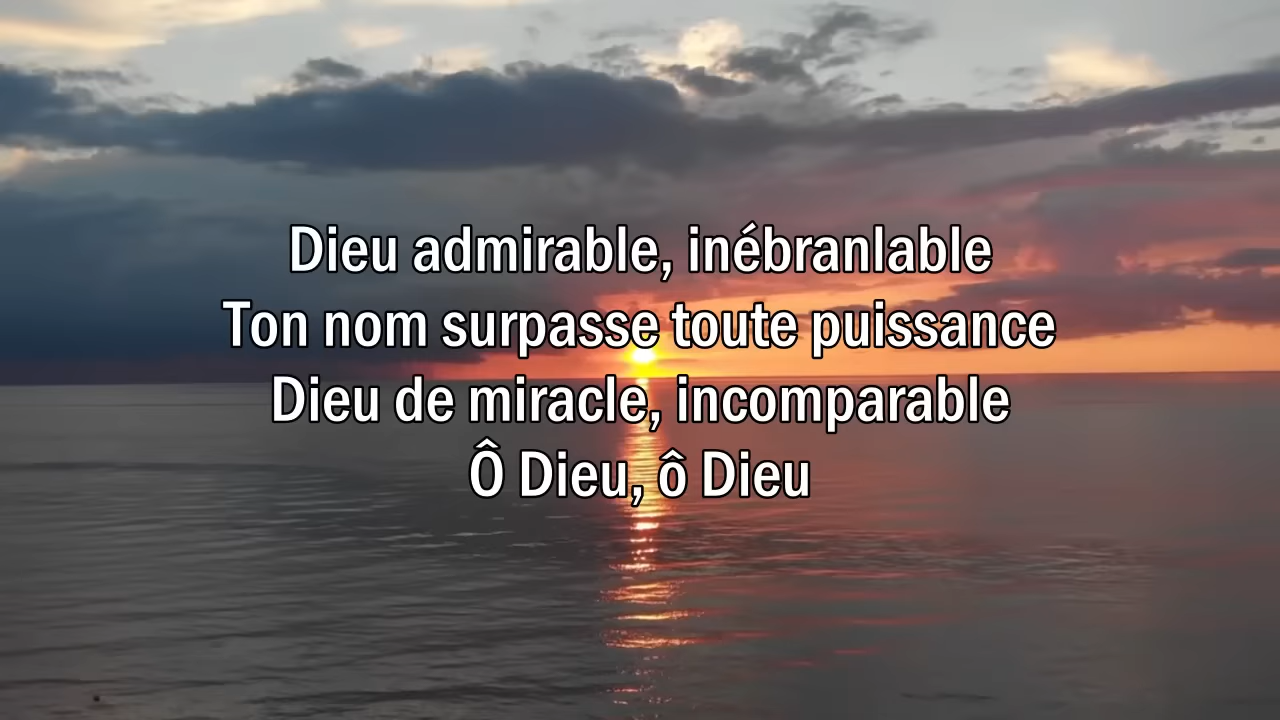 Dieu admirable, inébranlable
Ton nom surpasse toute puissance
Dieu de miracle, incomparable
Ô Dieu, ô Dieu